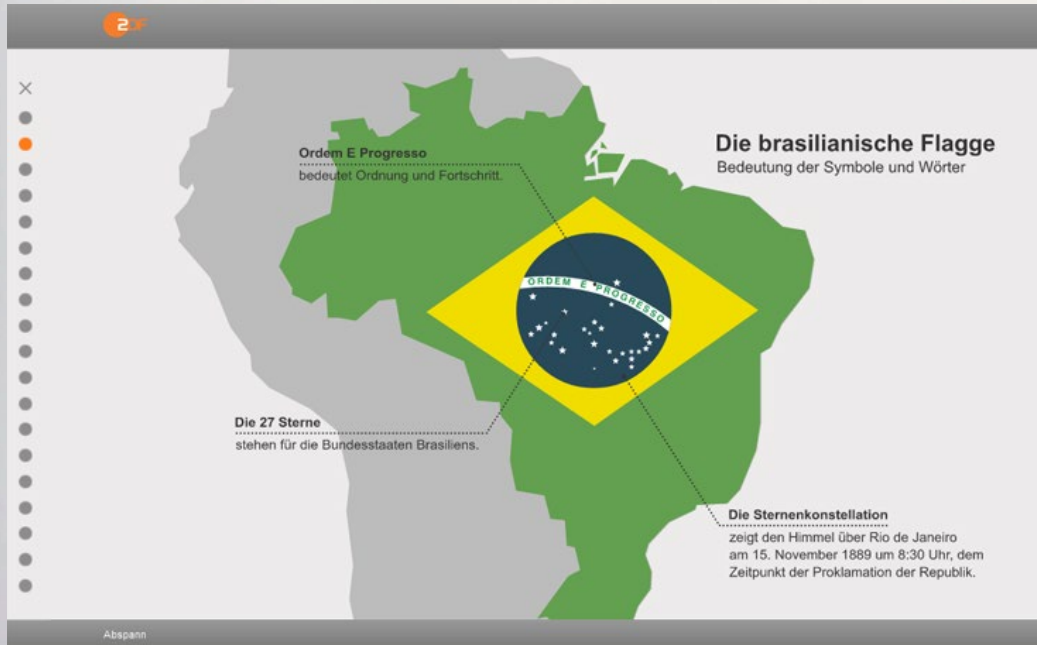 2DF
Die brasilianische Flagge
Bedeutung der Symbole und Wörter
Ordem E Progresso
bedeutet Ordnung und Fortschritt.
ORDEM E PROGRESSO
Die 27 Sterne
stehen für die Bundesstaaten Brasiliens.
Die Sternenkonstellation
zeigt den Himmel über Rio de Janeiro
am 15. November 1889 um 8:30 Uhr, dem
Zeitpunkt der Proklamation der Republik.
Abspann